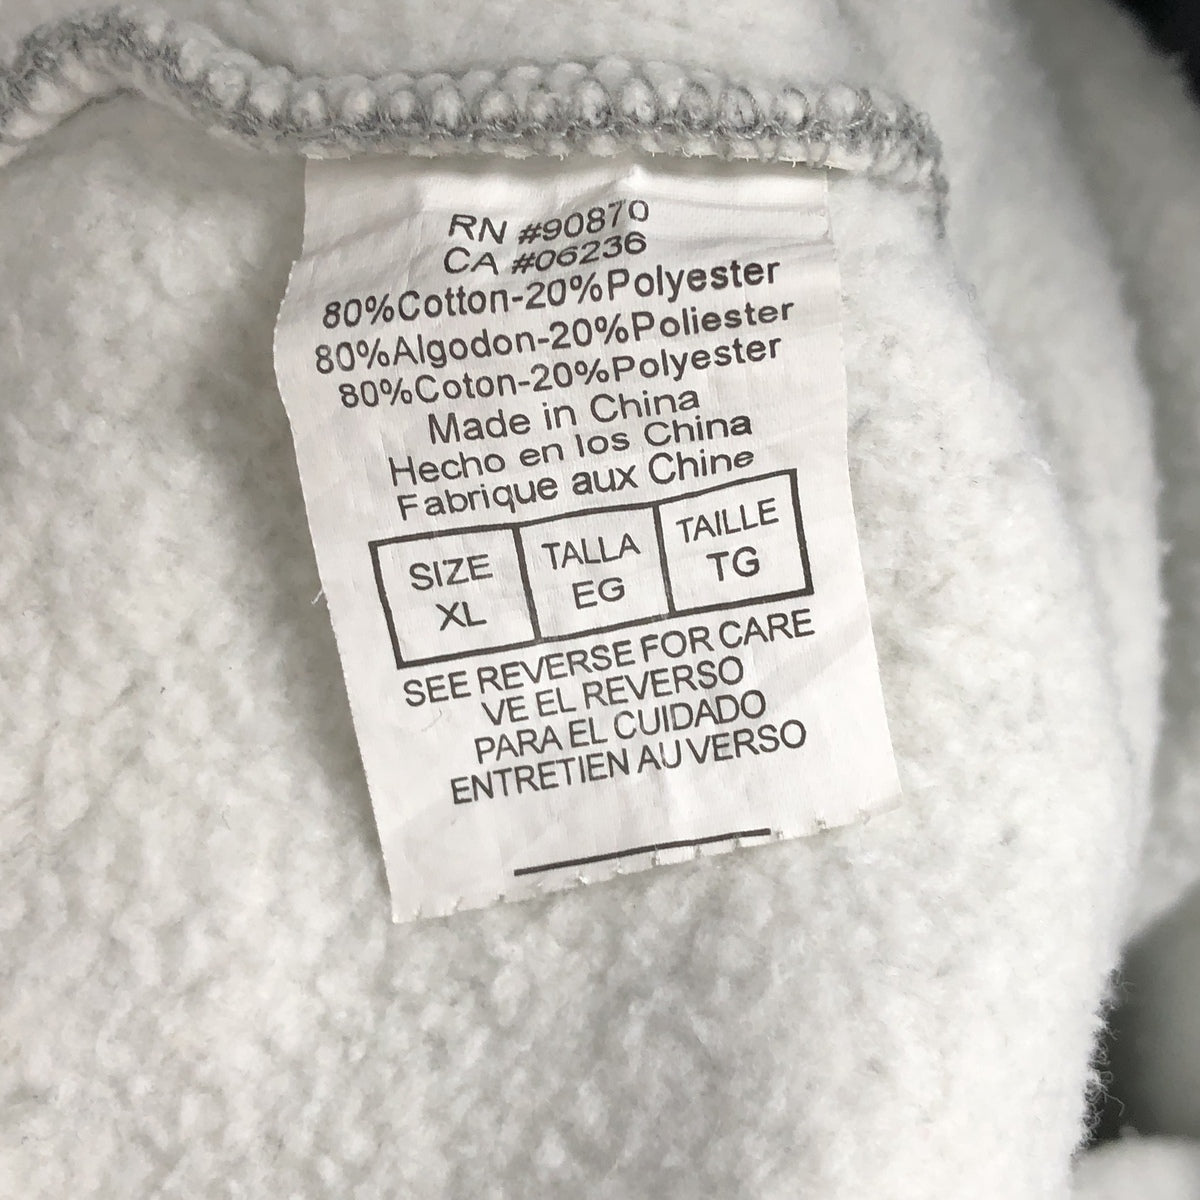 RN #90870
CA #06236
80%Cotton-20%Polyester
80%Algodon-20%Poliester
80%Coton-20%Polyester
Made in China
Hecho en los China
Fabrique aux Chine
SIZE TALLA TAILLE
XL EG TG
SEE REVERSE FOR CARE
VE EL REVERSO
PARA EL CUIDADO
ENTRETIEN AU VERSO